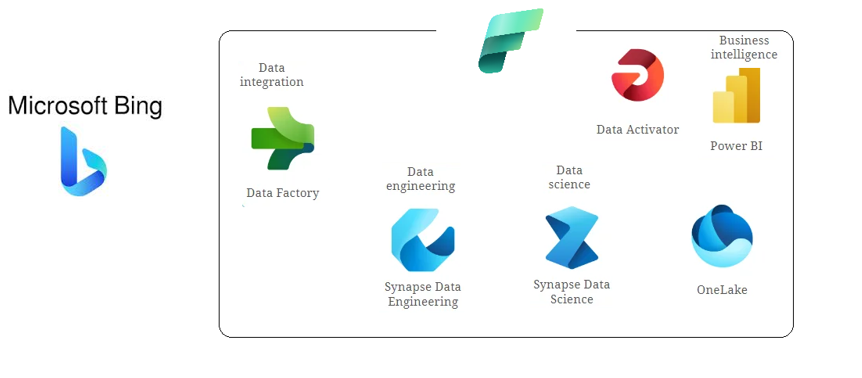 Microsoft Bing
Data
integration
Data Factory
Data
engineering
Synapse Data
Engineering
Data
science
Synapse Data
Science
Data Activator
Business
intelligence
Power BI
OneLake